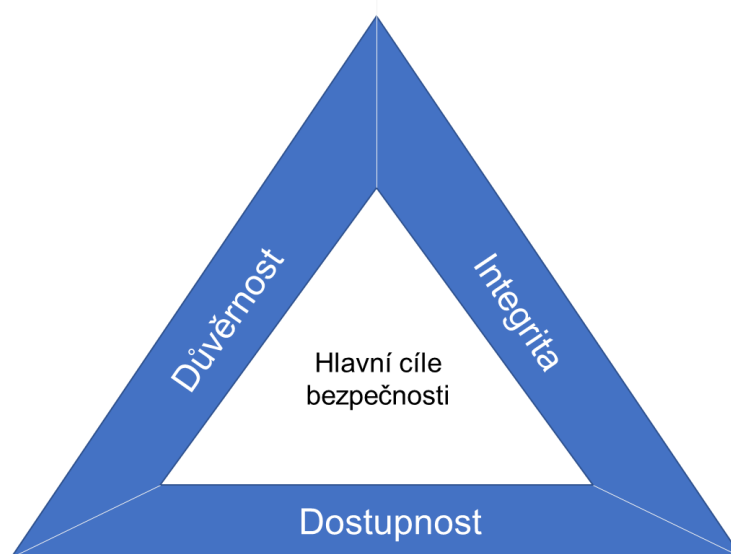 Důvěrnost
Integrita
Hlavní cíle
bezpečnosti
Dostupnost